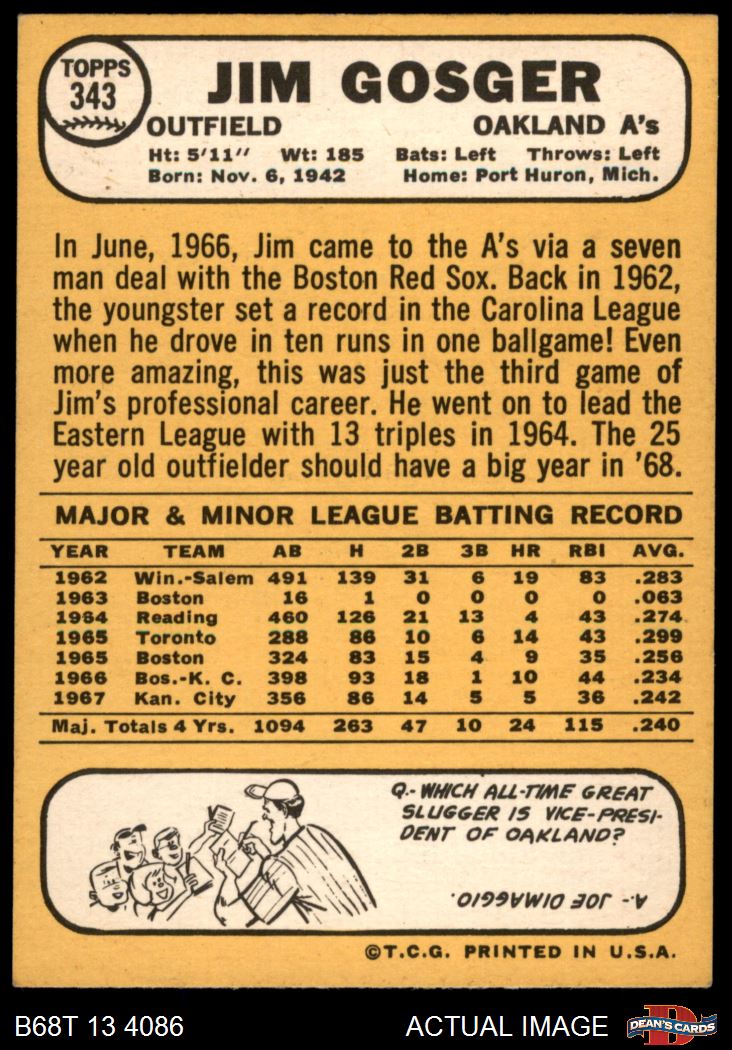 TOPPS
343
JIM GOSGER
OUTFIELD OAKLAND A's
Ht: 5'11" Wt: 185 Bats: Left Throws: Left
Born: Nov. 6, 1942 Home: Port Huron, Mich.
In June, 1966, Jim came to the A's via a seven
man deal with the Boston Red Sox. Back in 1962,
the youngster set a record in the Carolina League
when he drove in ten runs in one ballgame! Even
more amazing, this was just the third game of
Jim's professional career. He went on to lead the
Eastern League with 13 triples in 1964. The 25
year old outfielder should have a big year in '68.
MAJOR & MINOR LEAGUE BATTING RECORD
YEAR TEAM AB H 2B 3B HR RBI AVG.
1962 Win.-Salem 491 139 31 6 19 83 .283
1963 Boston 16 1 0 0 0 0 .063
1964 Reading 460 126 21 13 4 43 .274
1965 Toronto 288 86 10 6 14 43 .299
1965 Boston 324 83 15 4 9 35 .256
1966 Bos.-K. C. 398 93 18 1 10 44 .234
1967 Kan. City 356 86 14 5 5 36 .242
Maj. Totals 4 Yrs. 1094 263 47 10 24 115 .240
Q.- WHICH ALL-TIME GREAT
SLUGGER IS VICE-PRESI-
DENT OF OAKLAND?
A.- JOE DIMAGGIO.
©T.C.G. PRINTED IN U.S.A.
B68T 13 4086 ACTUAL IMAGE
D
DEAN'S CARDS